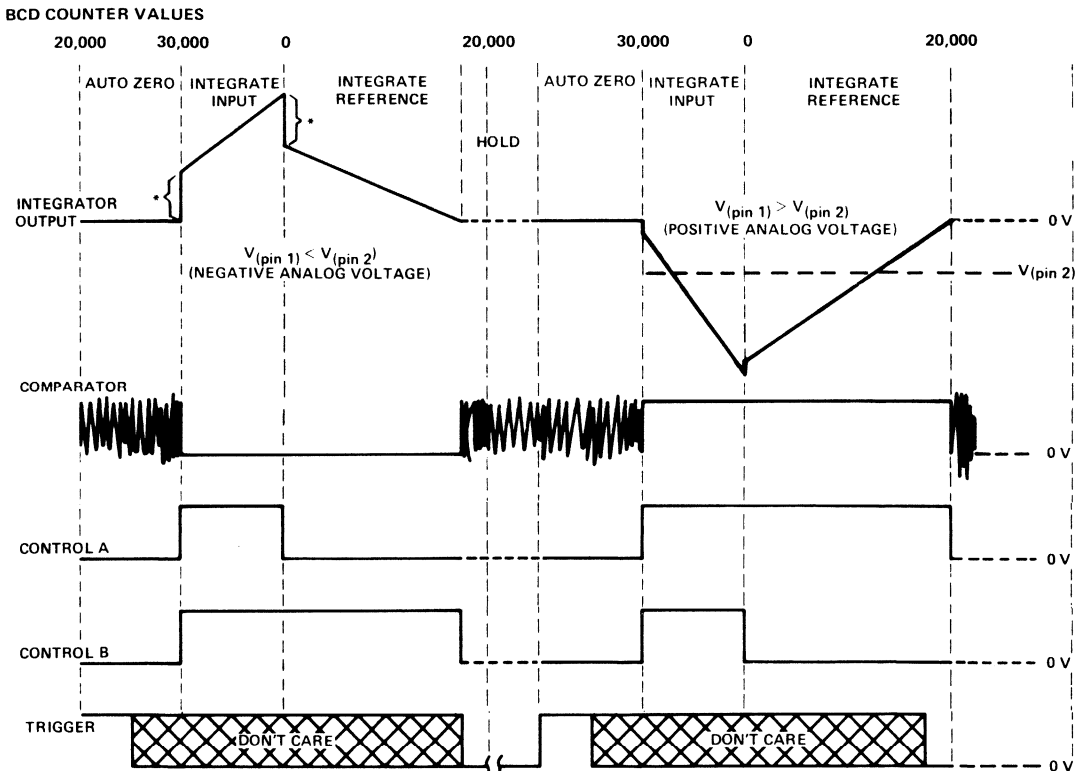 BCD COUNTER VALUES
20,000 30,000 0 20,000 30,000 0 20,000
AUTO ZERO INTEGRATE INPUT INTEGRATE REFERENCE HOLD AUTO ZERO INTEGRATE INPUT INTEGRATE REFERENCE
*
*
INTEGRATOR OUTPUT
V(pin 1) < V(pin 2)
(NEGATIVE ANALOG VOLTAGE)
V(pin 1) > V(pin 2)
(POSITIVE ANALOG VOLTAGE)
0 V
V(pin 2)
COMPARATOR
0 V
CONTROL A
0 V
CONTROL B
0 V
TRIGGER
DON'T CARE
DON'T CARE
0 V